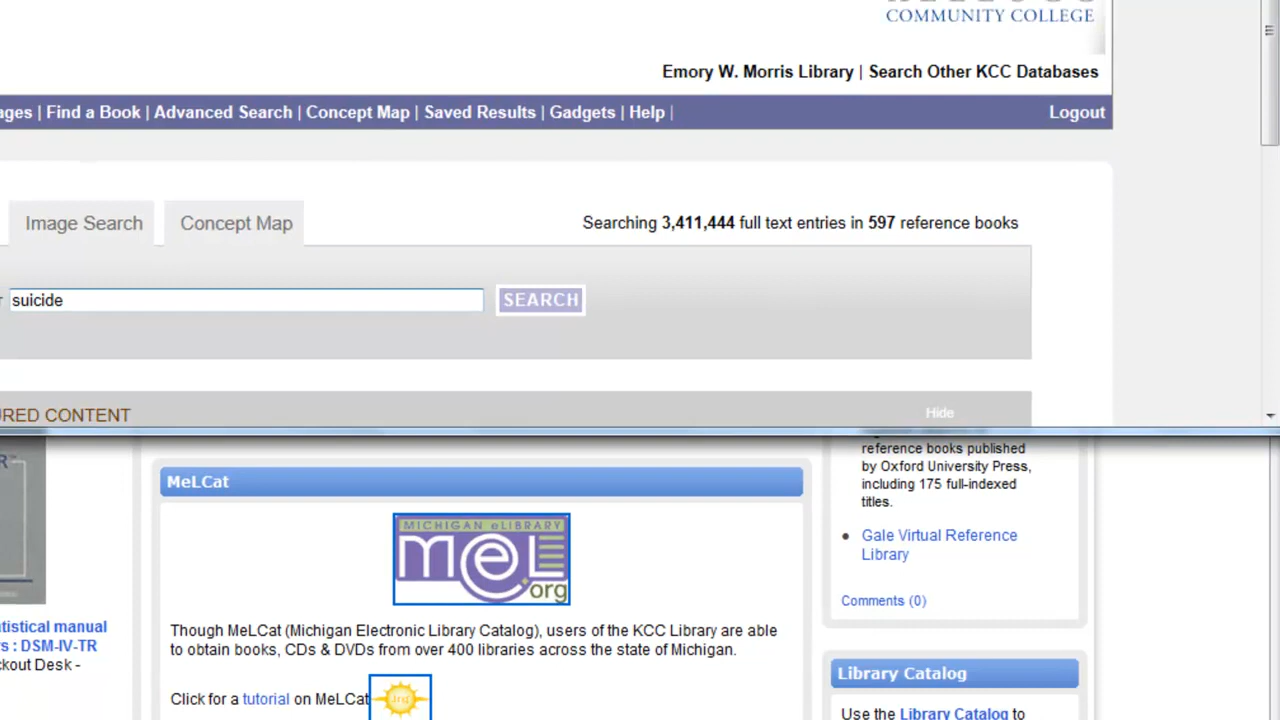 COMMUNITY COLLEGE
Emory W. Morris Library | Search Other KCC Databases
ages | Find a Book | Advanced Search | Concept Map | Saved Results | Gadgets | Help |
Logout
Image Search
Concept Map
Searching 3,411,444 full text entries in 597 reference books
suicide
SEARCH
URED CONTENT
Hide
MeLCat
MICHIGAN eLIBRARY
meL
.org
Though MeLCat (Michigan Electronic Library Catalog), users of the KCC Library are able
to obtain books, CDs & DVDs from over 400 libraries across the state of Michigan.
Click for a tutorial on MeLCat
tistical manual
s : DSM-IV-TR
ckout Desk -
reference books published
by Oxford University Press,
including 175 full-indexed
titles.
• Gale Virtual Reference
Library
Comments (0)
Library Catalog
Use the Library Catalog to